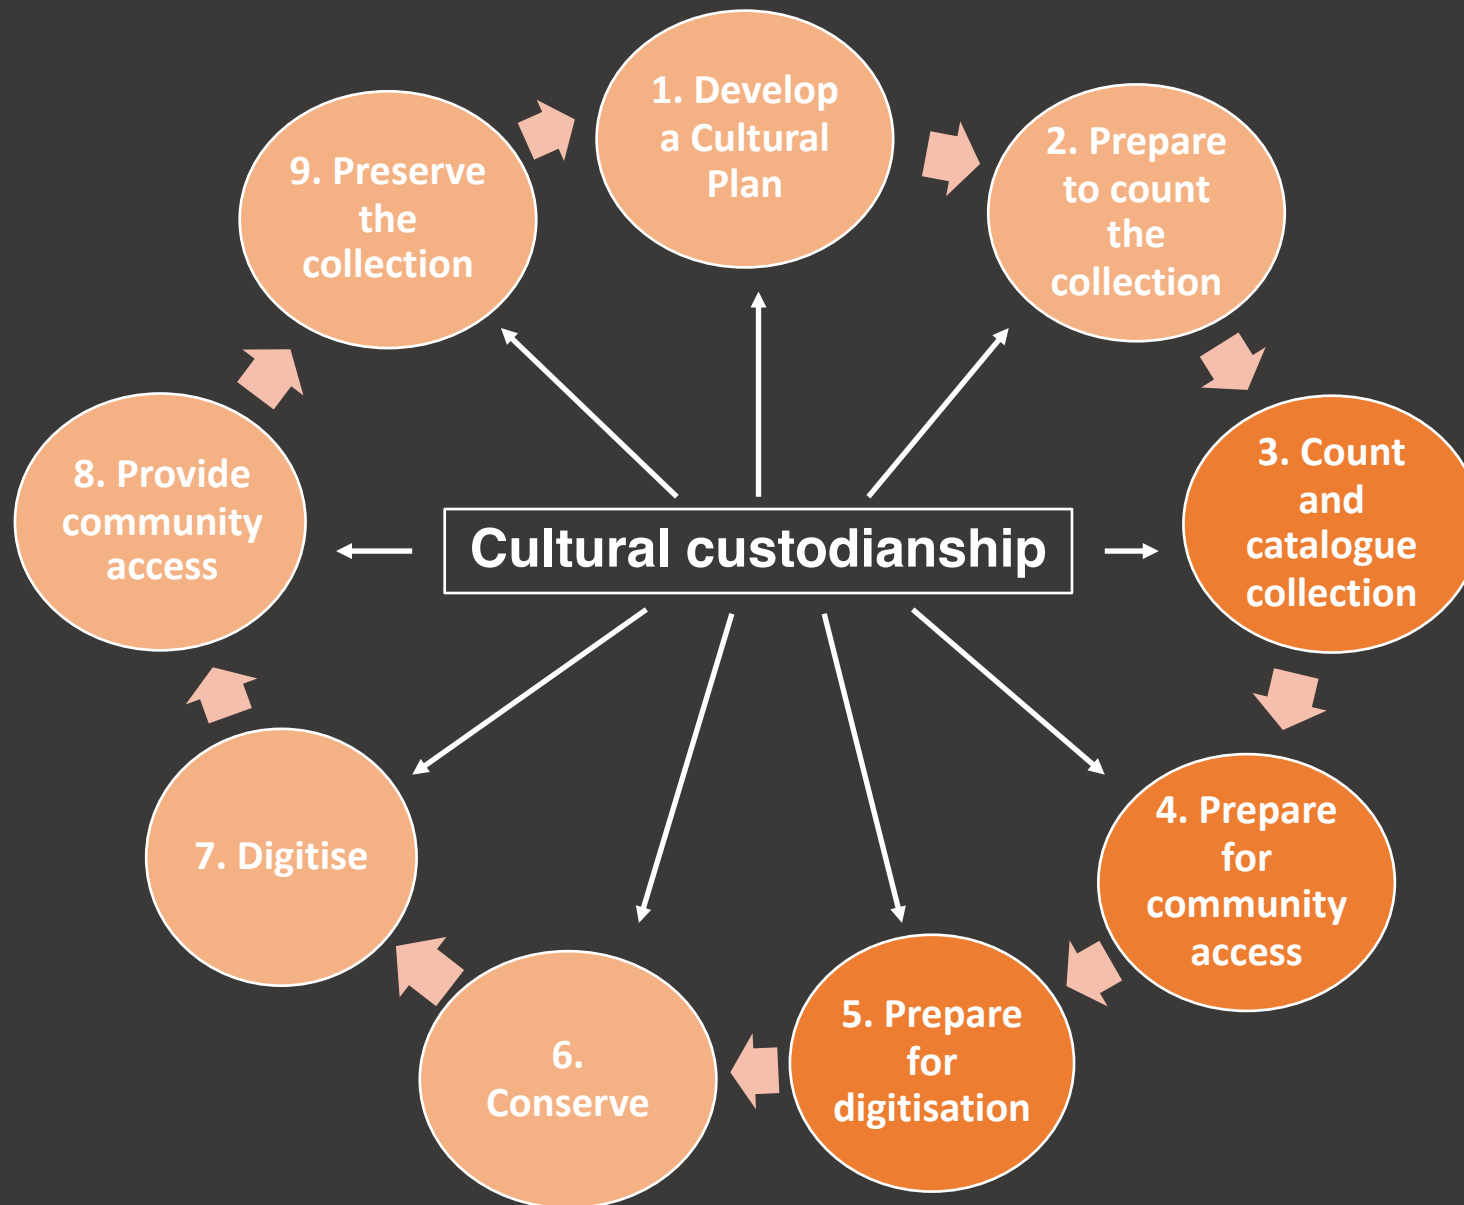 1. Develop
a Cultural
Plan
2. Prepare
to count
the
collection
3. Count
and
catalogue
collection
4. Prepare
for
community
access
5. Prepare
for
digitisation
6.
Conserve
7. Digitise
8. Provide
community
access
9. Preserve
the
collection
Cultural custodianship